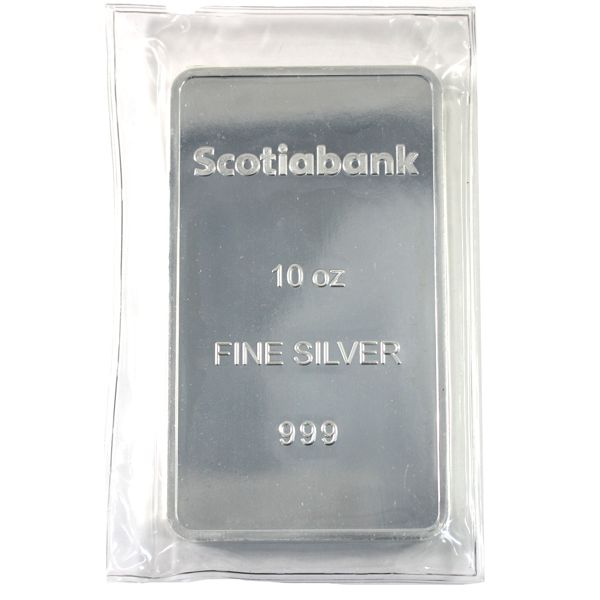 Scotiabank
10 oz
FINE SILVER
999